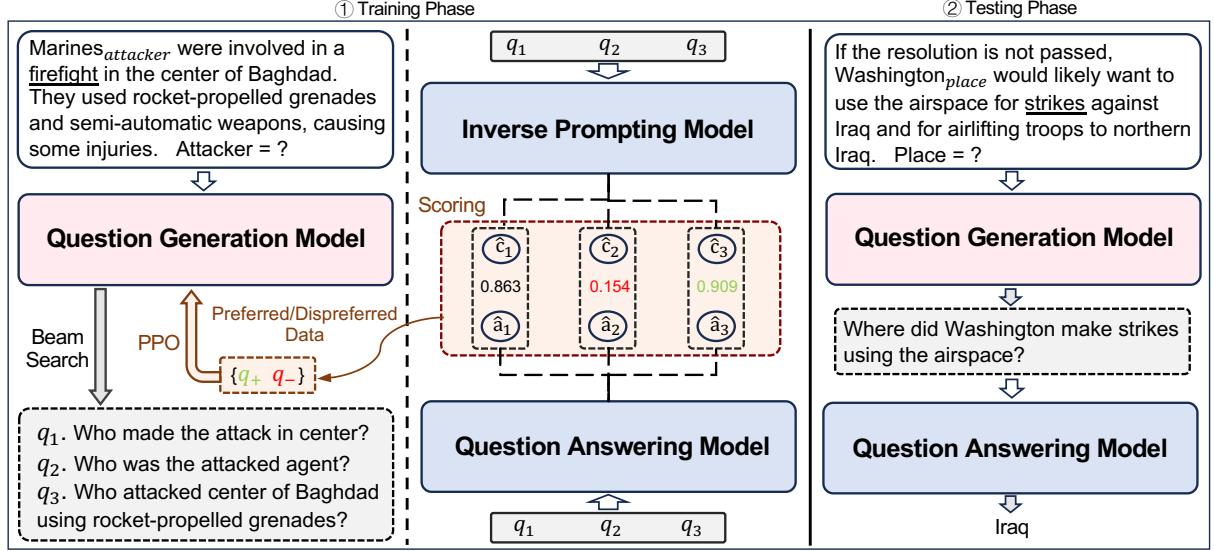 ① Training Phase
② Testing Phase
Marines_attacker were involved in a
firefight in the center of Baghdad.
They used rocket-propelled grenades
and semi-automatic weapons, causing
some injuries. Attacker = ?
Question Generation Model
Beam
Search
PPO
Preferred/Dispreferred
Data
{q₊ q₋}
q₁. Who made the attack in center?
q₂. Who was the attacked agent?
q₃. Who attacked center of Baghdad
using rocket-propelled grenades?
q₁ q₂ q₃
Inverse Prompting Model
Scoring
ĉ₁ ĉ₂ ĉ₃
0.863 0.154 0.909
â₁ â₂ â₃
Question Answering Model
q₁ q₂ q₃
If the resolution is not passed,
Washington_place would likely want to
use the airspace for strikes against
Iraq and for airlifting troops to northern
Iraq. Place = ?
Question Generation Model
Where did Washington make strikes
using the airspace?
Question Answering Model
Iraq